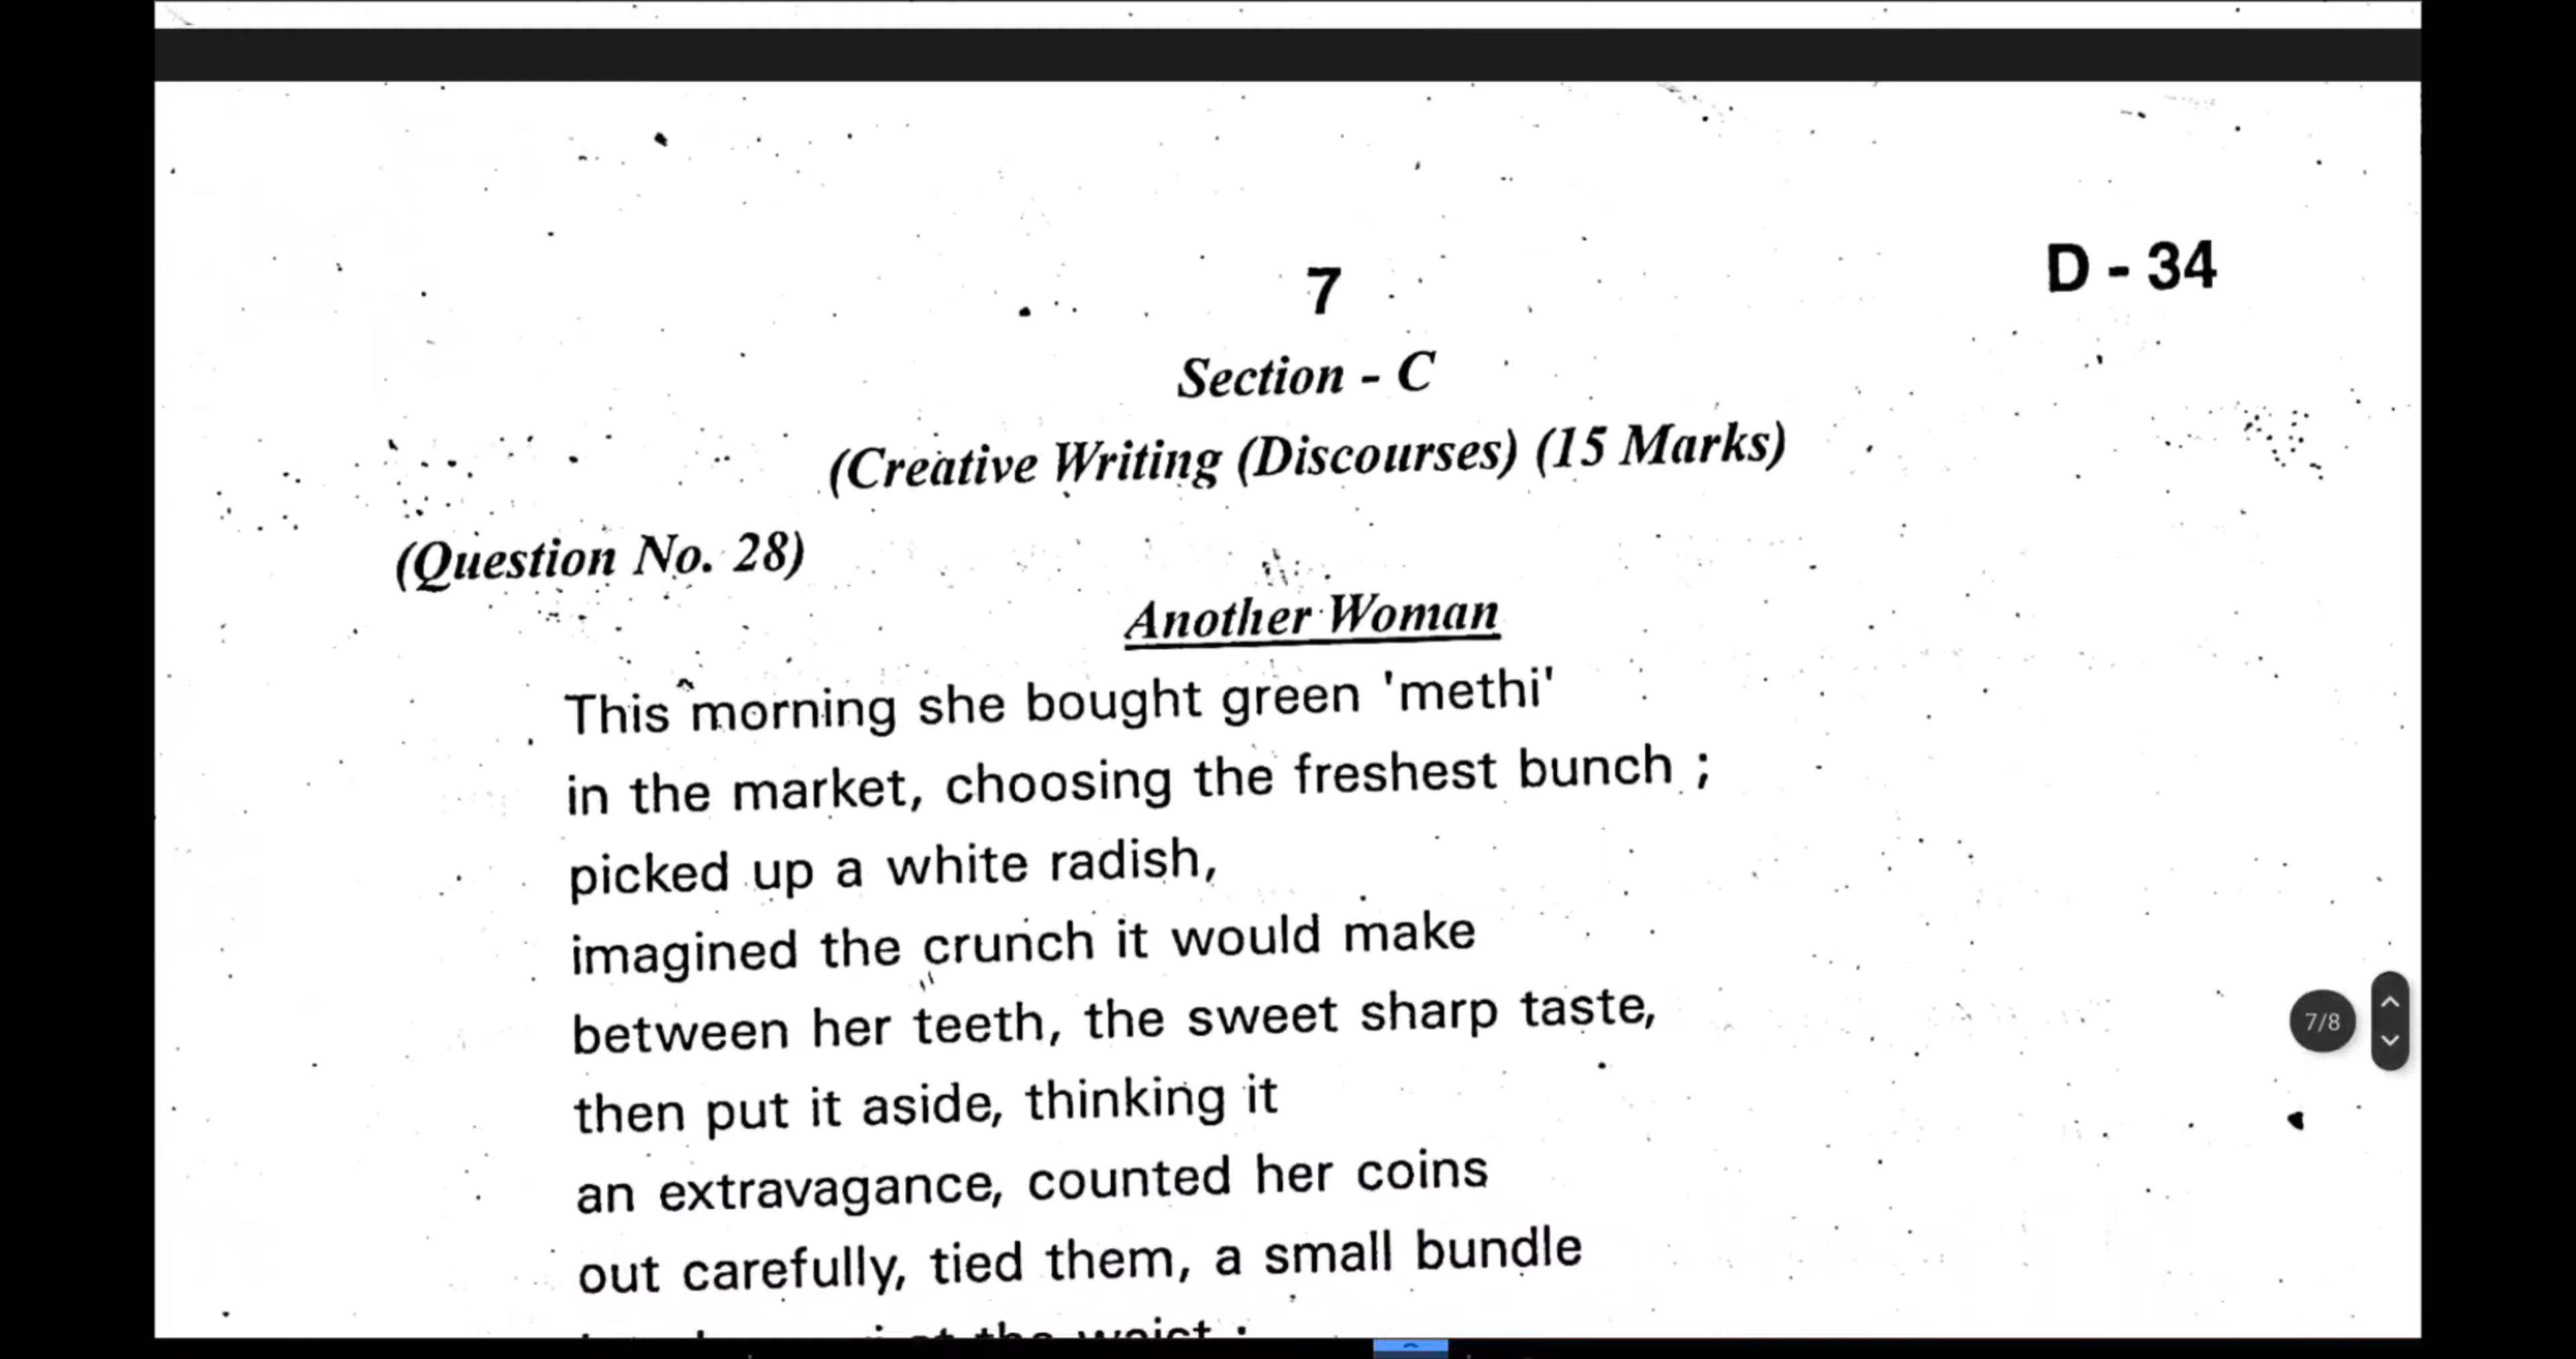 7
D - 34
Section - C
(Creative Writing (Discourses) (15 Marks)
(Question No. 28)
Another Woman
This morning she bought green 'methi'
in the market, choosing the freshest bunch ;
picked up a white radish,
imagined the crunch it would make
between her teeth, the sweet sharp taste,
then put it aside, thinking it
an extravagance, counted her coins
out carefully, tied them, a small bundle
at the waist ;
7/8